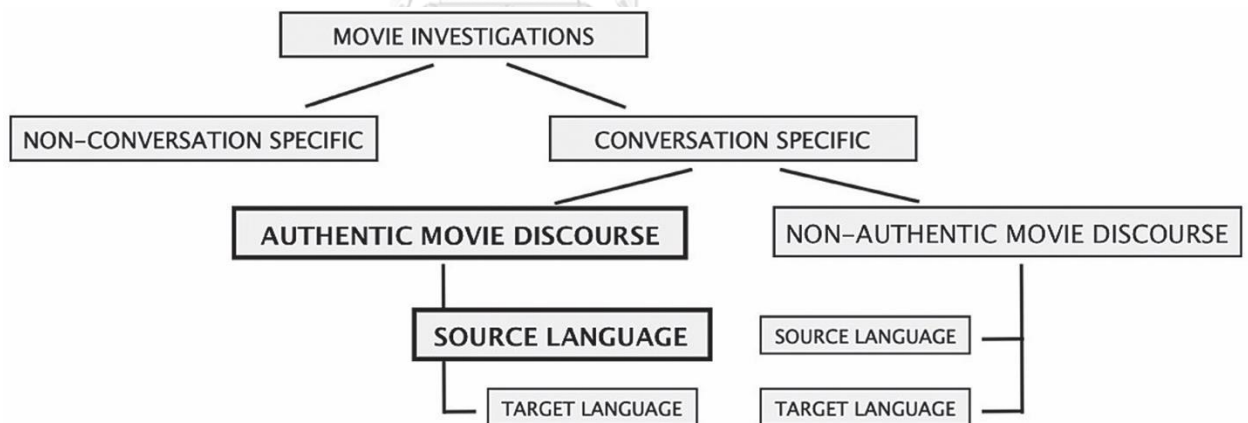 MOVIE INVESTIGATIONS
NON-CONVERSATION SPECIFIC
CONVERSATION SPECIFIC
AUTHENTIC MOVIE DISCOURSE
NON-AUTHENTIC MOVIE DISCOURSE
SOURCE LANGUAGE
SOURCE LANGUAGE
TARGET LANGUAGE
TARGET LANGUAGE